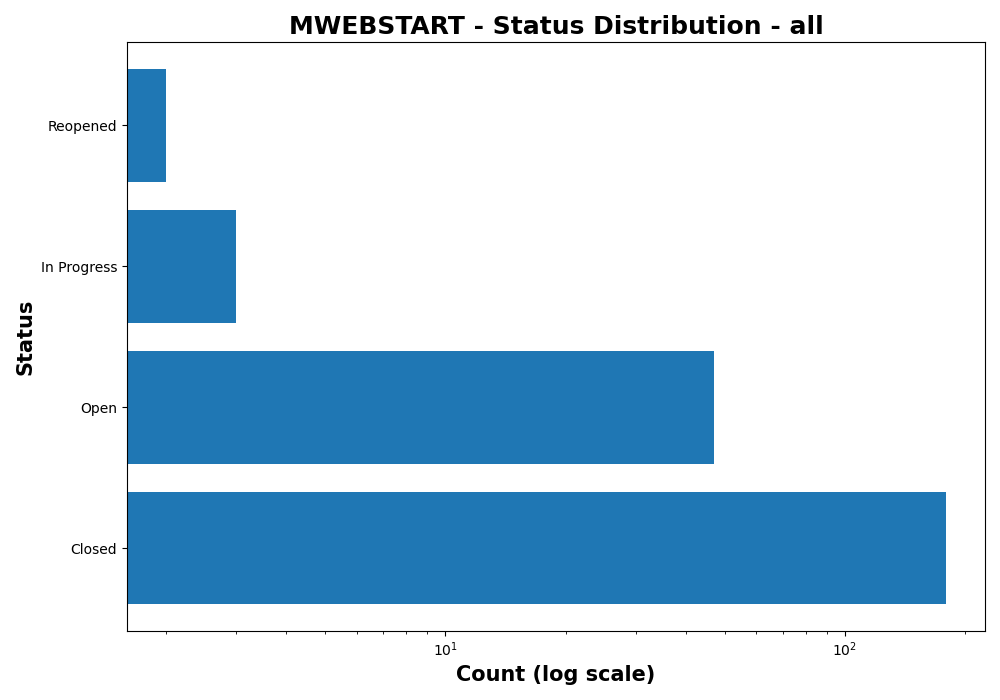 MWEBSTART - Status Distribution - all
Reopened
In Progress
Open
Closed
Status
10¹
10²
Count (log scale)